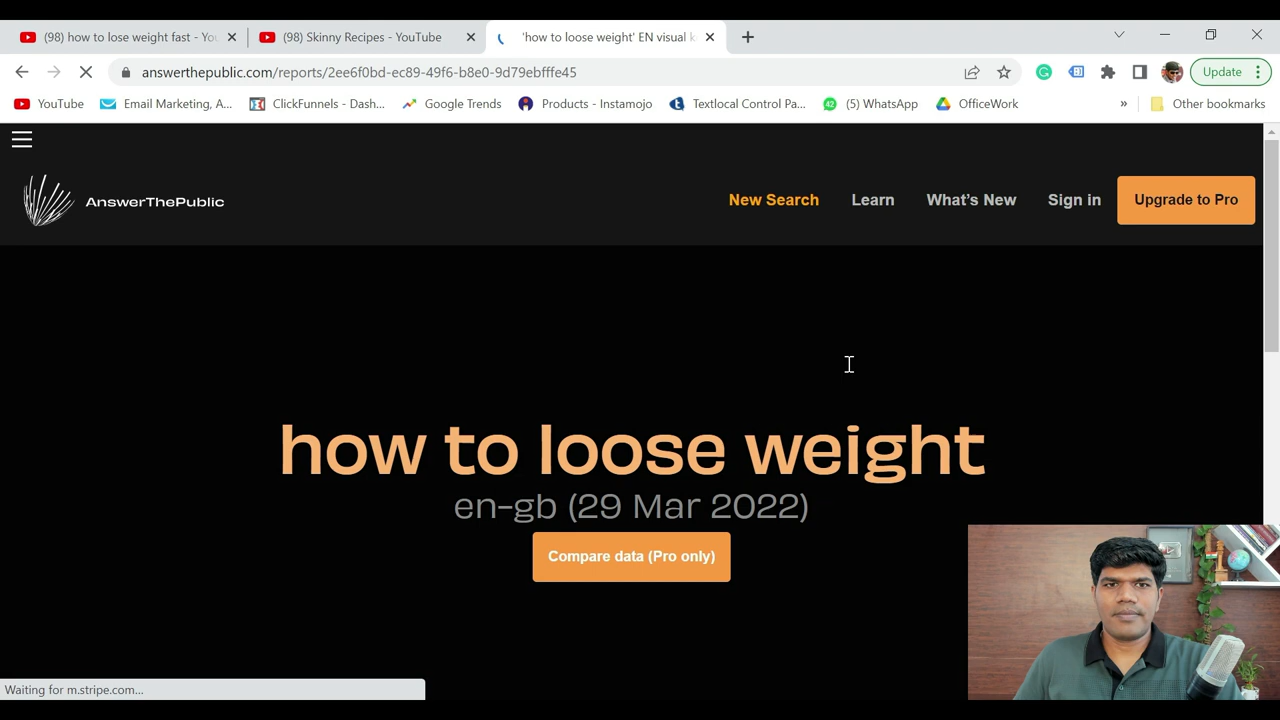 (98) how to lose weight fast - You
(98) Skinny Recipes - YouTube
'how to loose weight' EN visual k
answerthepublic.com/reports/2ee6f0bd-ec89-49f6-b8e0-9d79ebfffe45
Update
YouTube
Email Marketing, A...
ClickFunnels - Dash...
Google Trends
Products - Instamojo
Textlocal Control Pa...
(5) WhatsApp
OfficeWork
»
Other bookmarks
AnswerThePublic
New Search
Learn
What's New
Sign in
Upgrade to Pro
how to loose weight
en-gb (29 Mar 2022)
Compare data (Pro only)
Waiting for m.stripe.com...